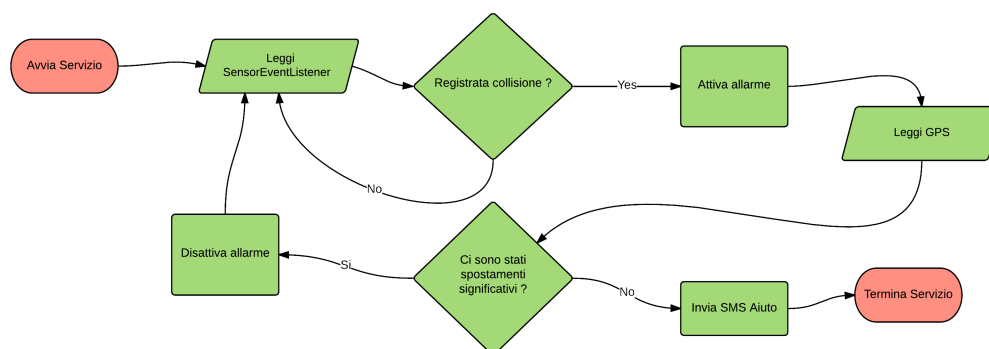 Avvia Servizio
Leggi
SensorEventListener
Registrata collisione ?
Yes
Attiva allarme
Leggi GPS
No
Disattiva allarme
Si
Ci sono stati
spostamenti
significativi ?
No
Invia SMS Aiuto
Termina Servizio